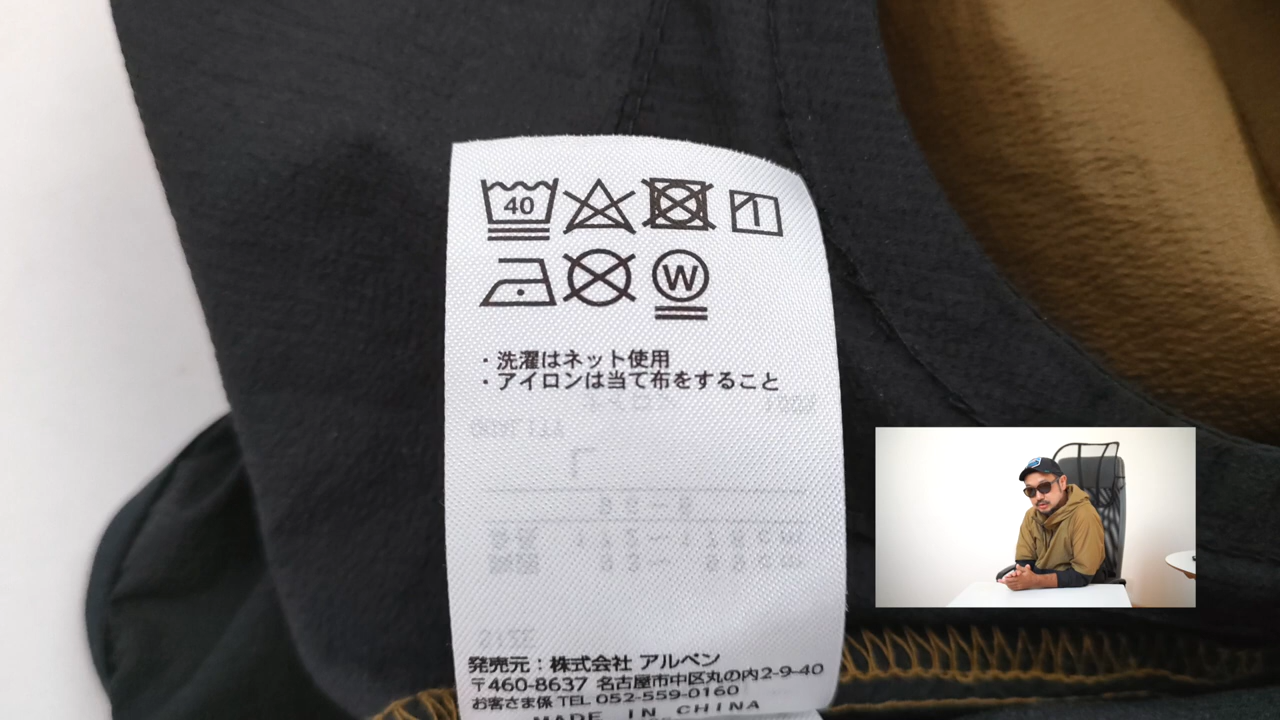 40
W
・洗濯はネット使用
・アイロンは当て布をすること
発売元：株式会社 アルペン
〒460-8637 名古屋市中区丸の内2-9-40
お客さま係 TEL 052-559-0160
MADE IN CHINA